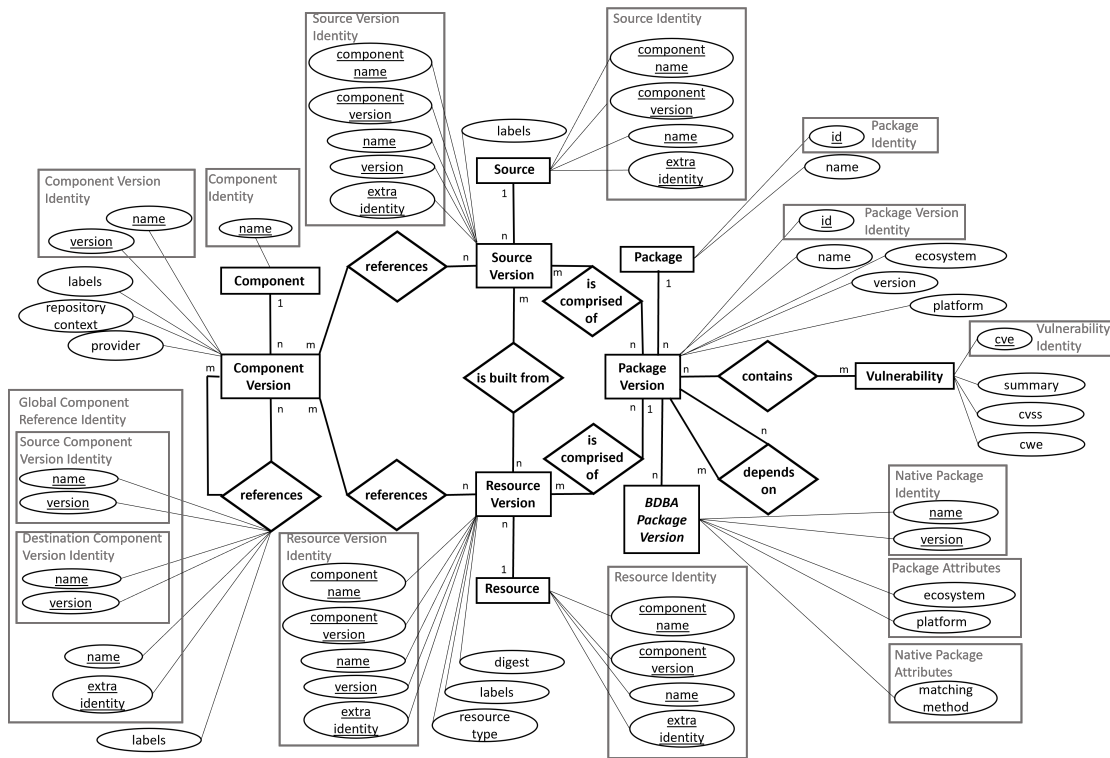 Source Version
Identity
component
name
component
version
name
version
extra
identity
labels
Source Identity
component
name
component
version
name
extra
identity
id
Package
Identity
name
Component Version
Identity
name
version
Component
Identity
name
labels
repository
context
provider
Source
1
n
Component
1
n
references
m
n
Source
Version
m
m
is
comprised
of
n
Package
1
n
id
Package Version
Identity
name
ecosystem
version
platform
cve
Vulnerability
Identity
Component
Version
m
n
m
is built from
n
Package
Version
n
contains
m
Vulnerability
summary
cvss
cwe
Global Component
Reference Identity
Source Component
Version Identity
name
version
references
Destination Component
Version Identity
name
version
name
extra
identity
labels
references
n
Resource
Version
m
n
1
is
comprised
of
n
1
n
m
n
depends
on
BDBA
Package
Version
Native Package
Identity
name
version
Package Attributes
ecosystem
platform
Native Package
Attributes
matching
method
Resource
Resource Version Identity
component
name
component
version
name
version
extra
identity
digest
labels
resource
type
Resource Identity
component
name
component
version
name
extra
identity